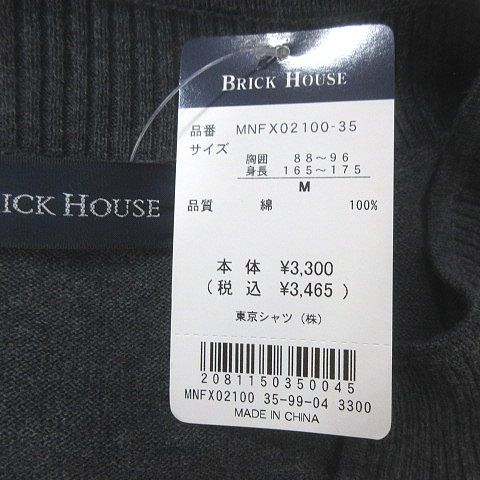 BRICK HOUSE
品番 MNFX02100-35
サイズ
胸囲 88～96
身長 165～175
M
品質 綿 100%
本体 ¥3,300
(税込 ¥3,465)
東京シャツ(株)
2081150350045
MNFX02100 35-99-04 3300
MADE IN CHINA
RICK HOUSE